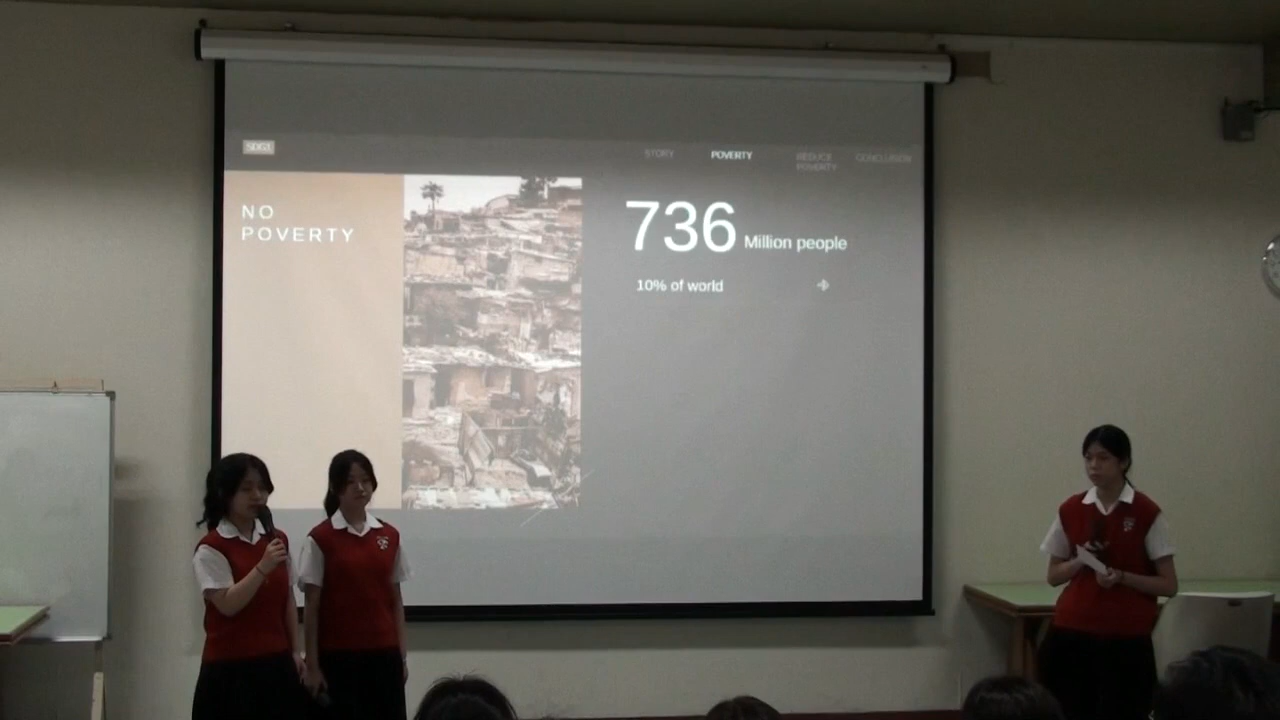 SDG1
STORY
POVERTY
REDUCE
POVERTY
CONCLUSION
NO
POVERTY
736 Million people
10% of world